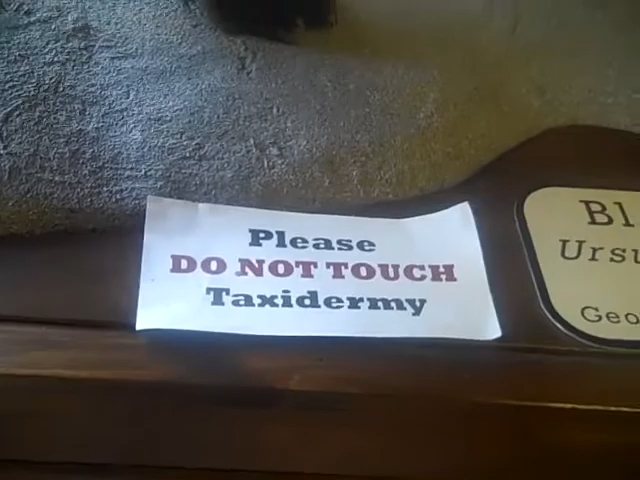 Please
DO NOT TOUCH
Taxidermy
Bl
Ursu
Geo